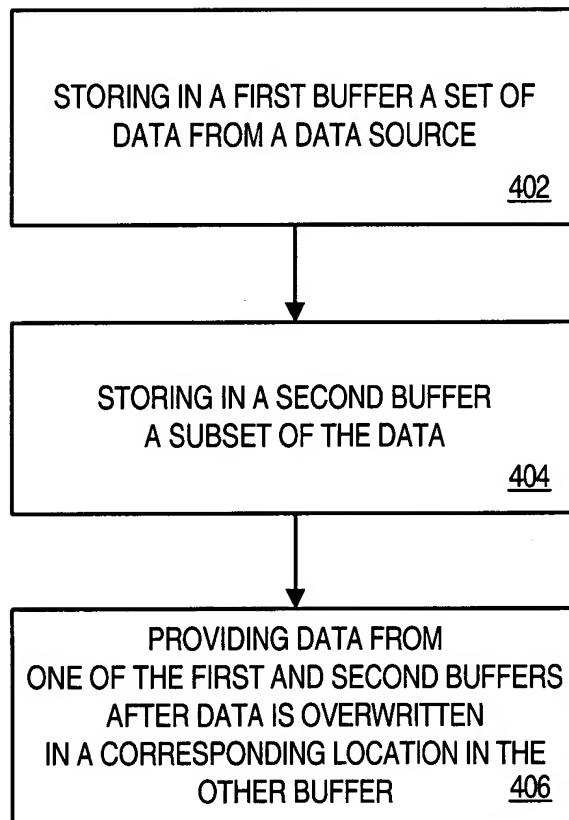 STORING IN A FIRST BUFFER A SET OF
DATA FROM A DATA SOURCE
402
STORING IN A SECOND BUFFER
A SUBSET OF THE DATA
404
PROVIDING DATA FROM
ONE OF THE FIRST AND SECOND BUFFERS
AFTER DATA IS OVERWRITTEN
IN A CORRESPONDING LOCATION IN THE
OTHER BUFFER 406